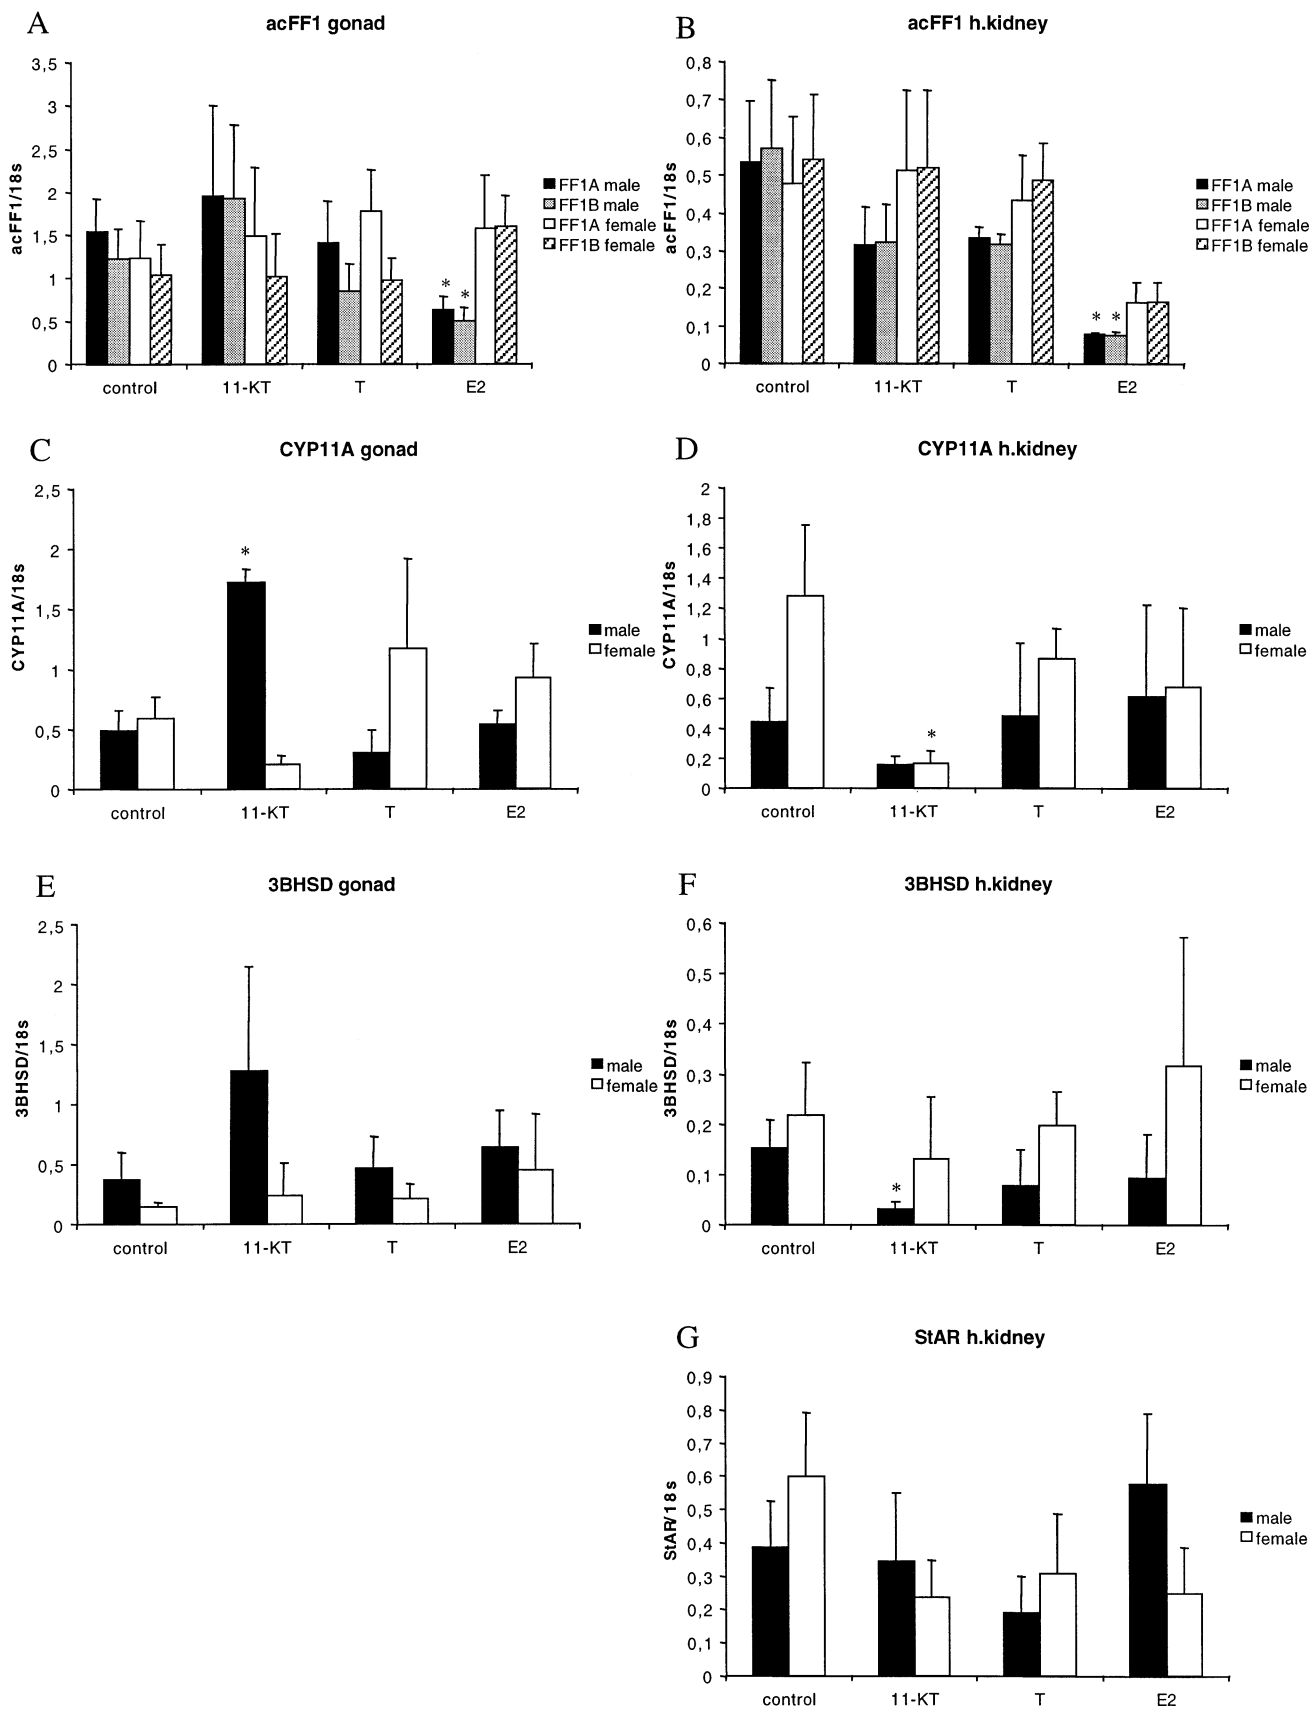 A
acFF1 gonad
acFF1/18s
3,5
3
2,5
2
1,5
1
0,5
0
* *
control 11-KT T E2
FF1A male
FF1B male
FF1A female
FF1B female
B
acFF1 h.kidney
acFF1/18s
0,8
0,7
0,6
0,5
0,4
0,3
0,2
0,1
0
* *
control 11-KT T E2
FF1A male
FF1B male
FF1A female
FF1B female
C
CYP11A gonad
CYP11A/18s
2,5
2
1,5
1
0,5
0
*
control 11-KT T E2
male
female
D
CYP11A h.kidney
CYP11A/18s
2
1,8
1,6
1,4
1,2
1
0,8
0,6
0,4
0,2
0
*
control 11-KT T E2
male
female
E
3BHSD gonad
3BHSD/18s
2,5
2
1,5
1
0,5
0
control 11-KT T E2
male
female
F
3BHSD h.kidney
3BHSD/18s
0,6
0,5
0,4
0,3
0,2
0,1
0
*
control 11-KT T E2
male
female
G
StAR h.kidney
StAR/18s
0,9
0,8
0,7
0,6
0,5
0,4
0,3
0,2
0,1
0
control 11-KT T E2
male
female